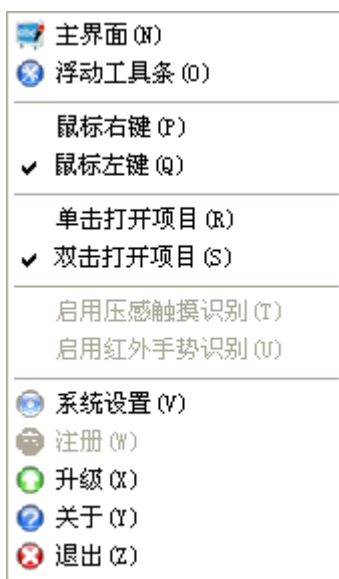 主界面(N)
浮动工具条(O)
鼠标右键(P)
鼠标左键(Q)
单击打开项目(R)
双击打开项目(S)
启用压感触摸识别(T)
启用红外手势识别(U)
系统设置(V)
注册(W)
升级(X)
关于(Y)
退出(Z)